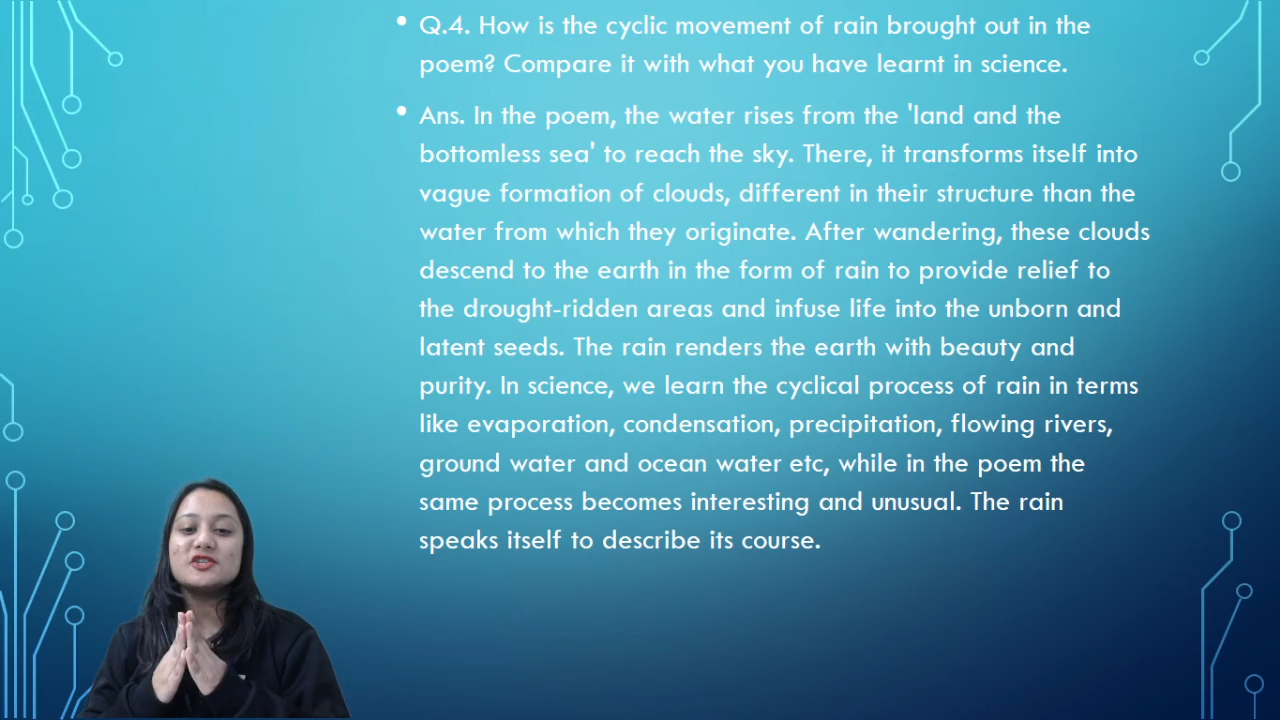 • Q.4. How is the cyclic movement of rain brought out in the
poem? Compare it with what you have learnt in science.
• Ans. In the poem, the water rises from the 'land and the
bottomless sea' to reach the sky. There, it transforms itself into
vague formation of clouds, different in their structure than the
water from which they originate. After wandering, these clouds
descend to the earth in the form of rain to provide relief to
the drought-ridden areas and infuse life into the unborn and
latent seeds. The rain renders the earth with beauty and
purity. In science, we learn the cyclical process of rain in terms
like evaporation, condensation, precipitation, flowing rivers,
ground water and ocean water etc, while in the poem the
same process becomes interesting and unusual. The rain
speaks itself to describe its course.